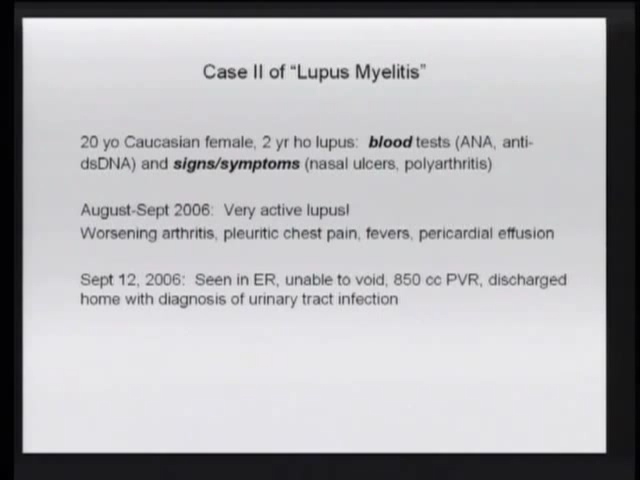 Case II of “Lupus Myelitis”
20 yo Caucasian female, 2 yr ho lupus: blood tests (ANA, anti-
dsDNA) and signs/symptoms (nasal ulcers, polyarthritis)
August-Sept 2006: Very active lupus!
Worsening arthritis, pleuritic chest pain, fevers, pericardial effusion
Sept 12, 2006: Seen in ER, unable to void, 850 cc PVR, discharged
home with diagnosis of urinary tract infection